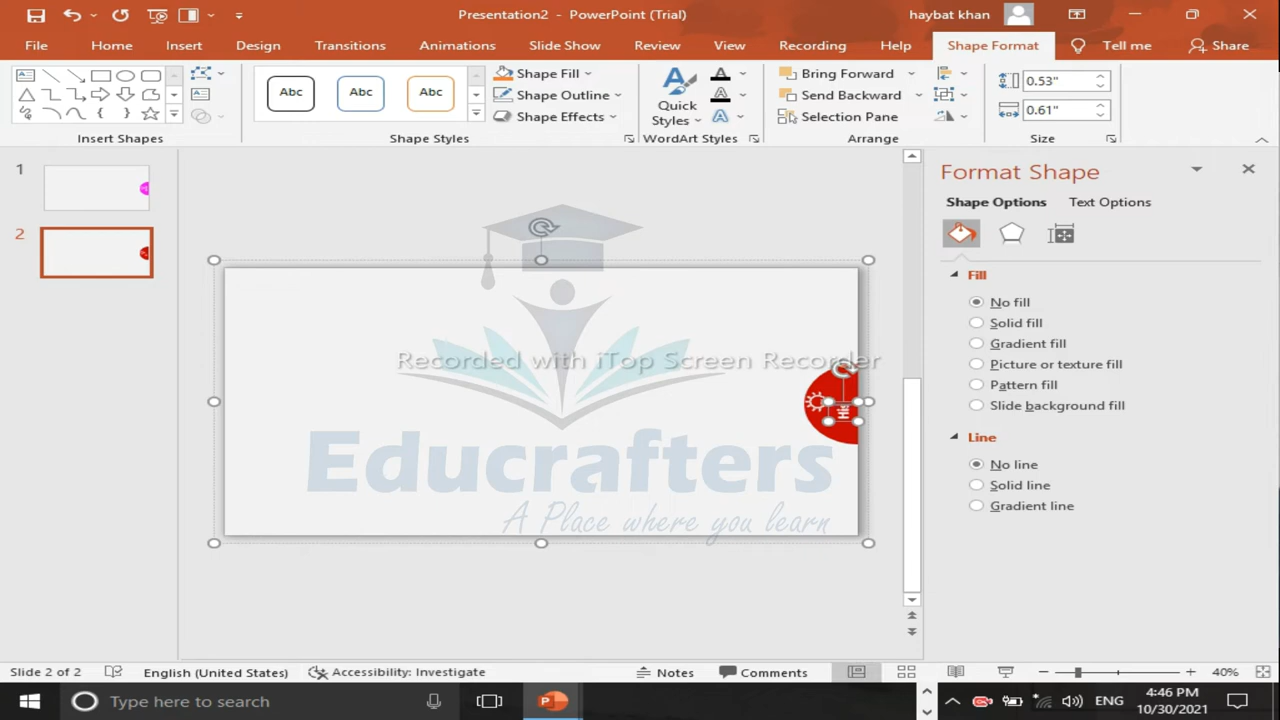 Presentation2 - PowerPoint (Trial)
haybat khan
File Home Insert Design Transitions Animations Slide Show Review View Recording Help Shape Format Tell me Share
Abc Abc Abc
Shape Fill
Shape Outline
Shape Effects
Quick
Styles
Bring Forward
Send Backward
Selection Pane
0.53"
0.61"
Insert Shapes
Shape Styles
WordArt Styles
Arrange
Size
1
2
Recorded with iTop Screen Recorder
Educrafters
A Place where you learn
Format Shape
Shape Options Text Options
Fill
No fill
Solid fill
Gradient fill
Picture or texture fill
Pattern fill
Slide background fill
Line
No line
Solid line
Gradient line
Slide 2 of 2 English (United States) Accessibility: Investigate Notes Comments 40%
Type here to search
ENG
4:46 PM
10/30/2021